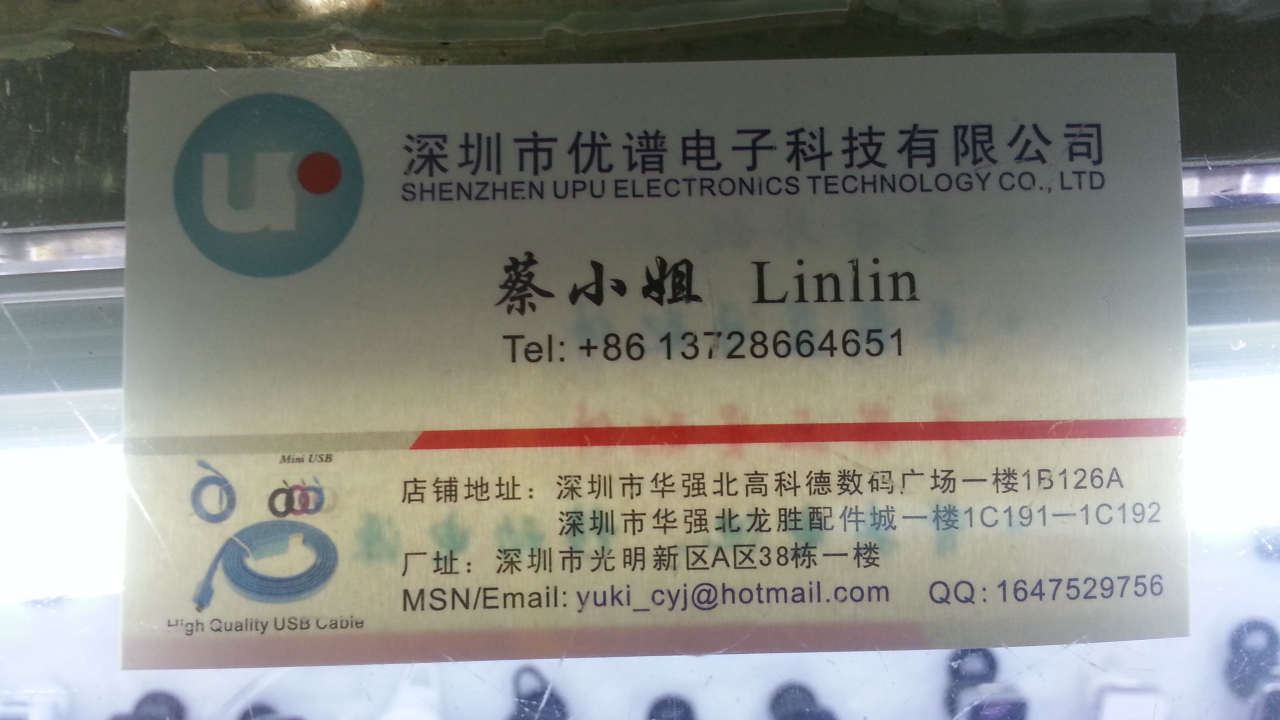 u
深圳市优谱电子科技有限公司
SHENZHEN UPU ELECTRONICS TECHNOLOGY CO., LTD
蔡小姐 Linlin
Tel: +86 13728664651
Mini USB
店铺地址：深圳市华强北高科德数码广场一楼1B126A
深圳市华强北龙胜配件城一楼1C191—1C192
厂址：深圳市光明新区A区38栋一楼
MSN/Email: yuki_cyj@hotmail.com QQ: 1647529756
High Quality USB Cable